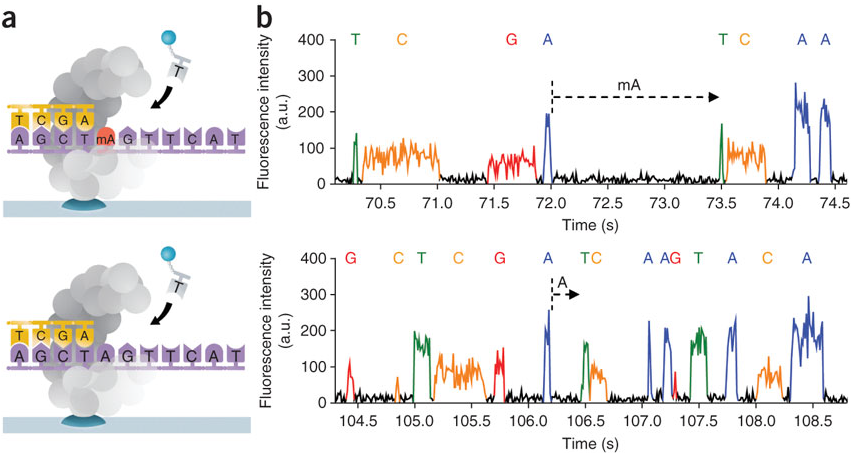 a
T
T C G A
A G C T mA G T T C A T
T
T C G A
A G C T A G T T C A T
b
Fluorescence intensity
(a.u.)
400
300
200
100
0
T C G A T C A A
mA
70.5 71.0 71.5 72.0 72.5 73.0 73.5 74.0 74.5
Time (s)
Fluorescence intensity
(a.u.)
400
300
200
100
0
G C T C G A T C A A G T A C A
A
104.5 105.0 105.5 106.0 106.5 107.0 107.5 108.0 108.5
Time (s)